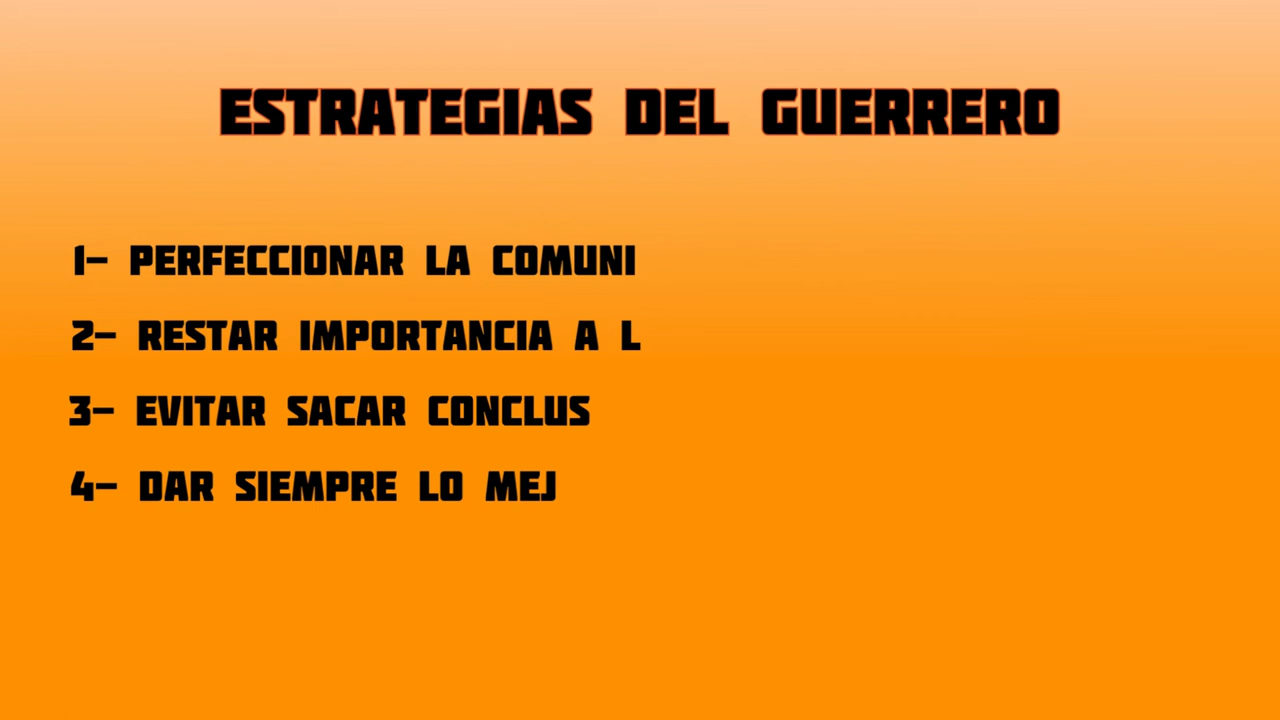 ESTRATEGIAS DEL GUERRERO
1- PERFECCIONAR LA COMUNI
2- RESTAR IMPORTANCIA A L
3- EVITAR SACAR CONCLUS
4- DAR SIEMPRE LO MEJ